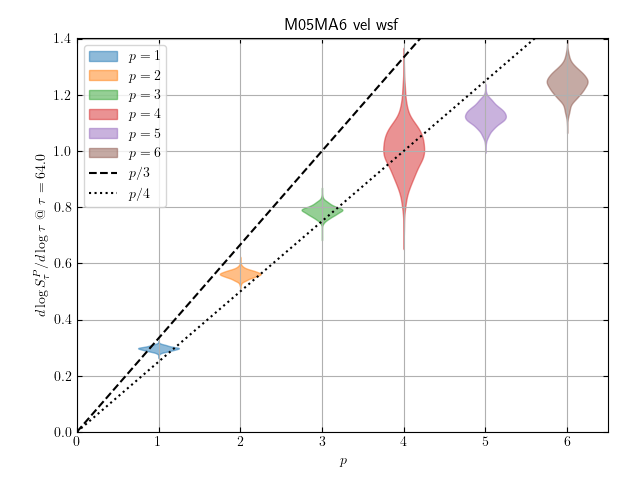 M05MA6 vel wsf
p = 1
p = 2
p = 3
p = 4
p = 5
p = 6
p/3
p/4
d log S_τ^P / d log τ @ τ = 64.0
1.4
1.2
1.0
0.8
0.6
0.4
0.2
0.0
0 1 2 3 4 5 6
p